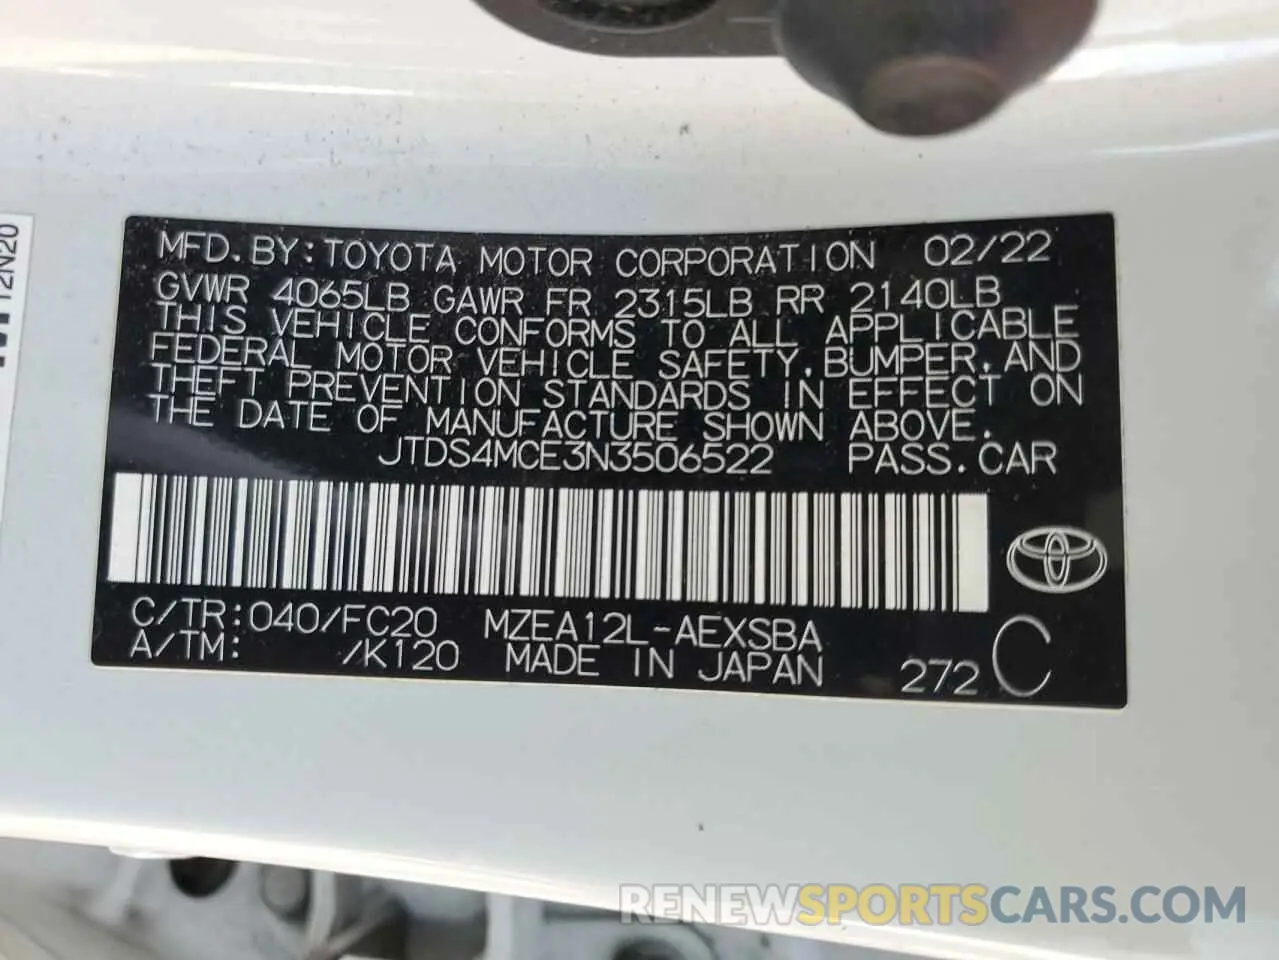 MFD.BY:TOYOTA MOTOR CORPORATION 02/22
GVWR 4065LB GAWR FR 2315LB RR 2140LB
THIS VEHICLE CONFORMS TO ALL APPLICABLE
FEDERAL MOTOR VEHICLE SAFETY,BUMPER,AND
THEFT PREVENTION STANDARDS IN EFFECT ON
THE DATE OF MANUFACTURE SHOWN ABOVE.
JTDS4MCE3N3506522 PASS.CAR
C/TR:040/FC20 MZEA12L-AEXSBA
A/TM: /K120 MADE IN JAPAN 272 C
12N20
RENEWSPORTSCARS.COM